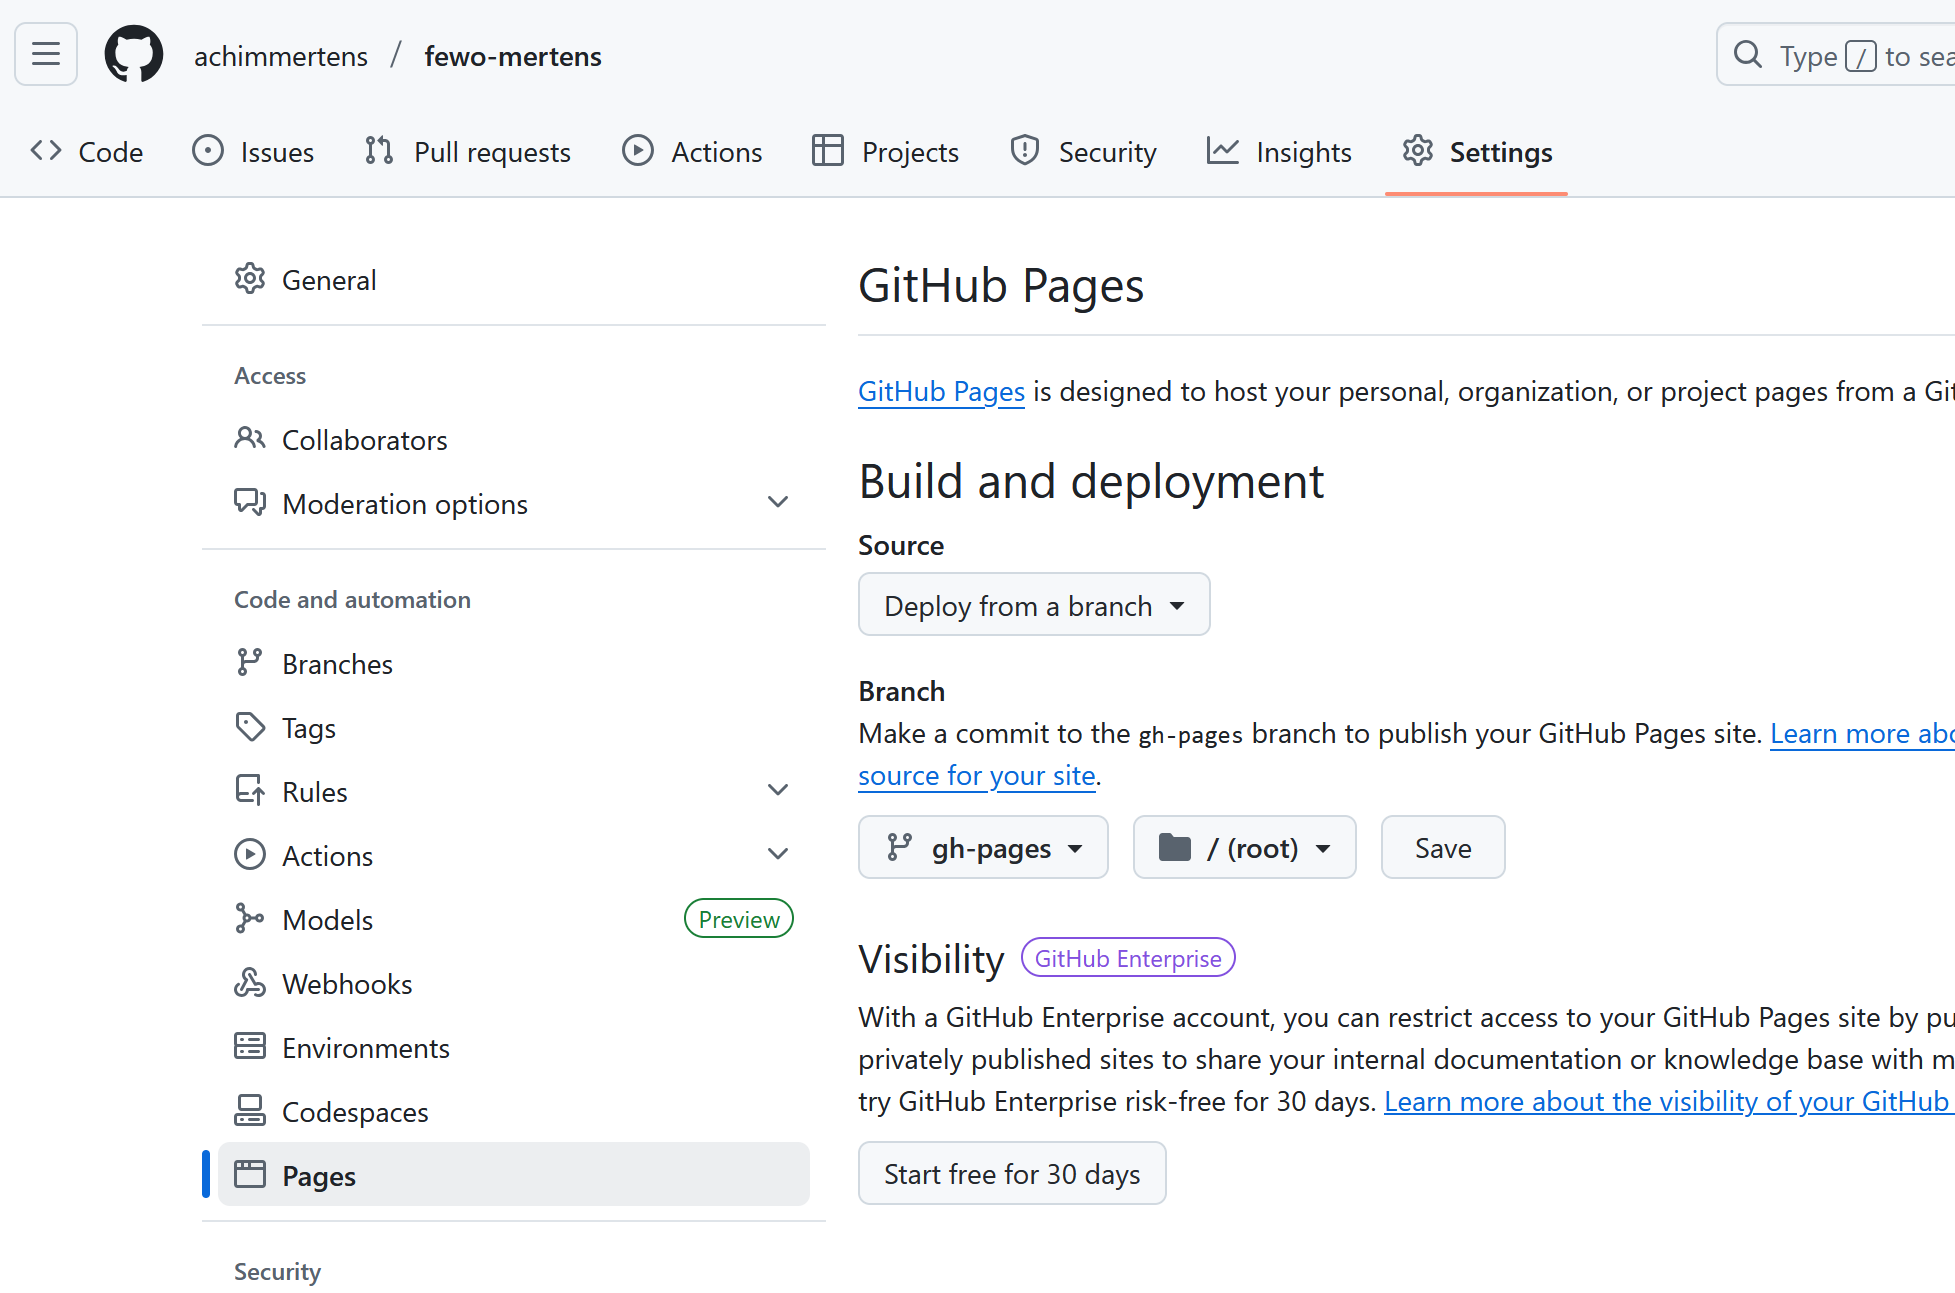 achimmertens / fewo-mertens
Type / to sea
Code Issues Pull requests Actions Projects Security Insights Settings
General
Access
Collaborators
Moderation options
Code and automation
Branches
Tags
Rules
Actions
Models Preview
Webhooks
Environments
Codespaces
Pages
Security
GitHub Pages
GitHub Pages is designed to host your personal, organization, or project pages from a Git
Build and deployment
Source
Deploy from a branch
Branch
Make a commit to the gh-pages branch to publish your GitHub Pages site. Learn more abo
source for your site.
gh-pages / (root) Save
Visibility GitHub Enterprise
With a GitHub Enterprise account, you can restrict access to your GitHub Pages site by pu
privately published sites to share your internal documentation or knowledge base with m
try GitHub Enterprise risk-free for 30 days. Learn more about the visibility of your GitHub
Start free for 30 days